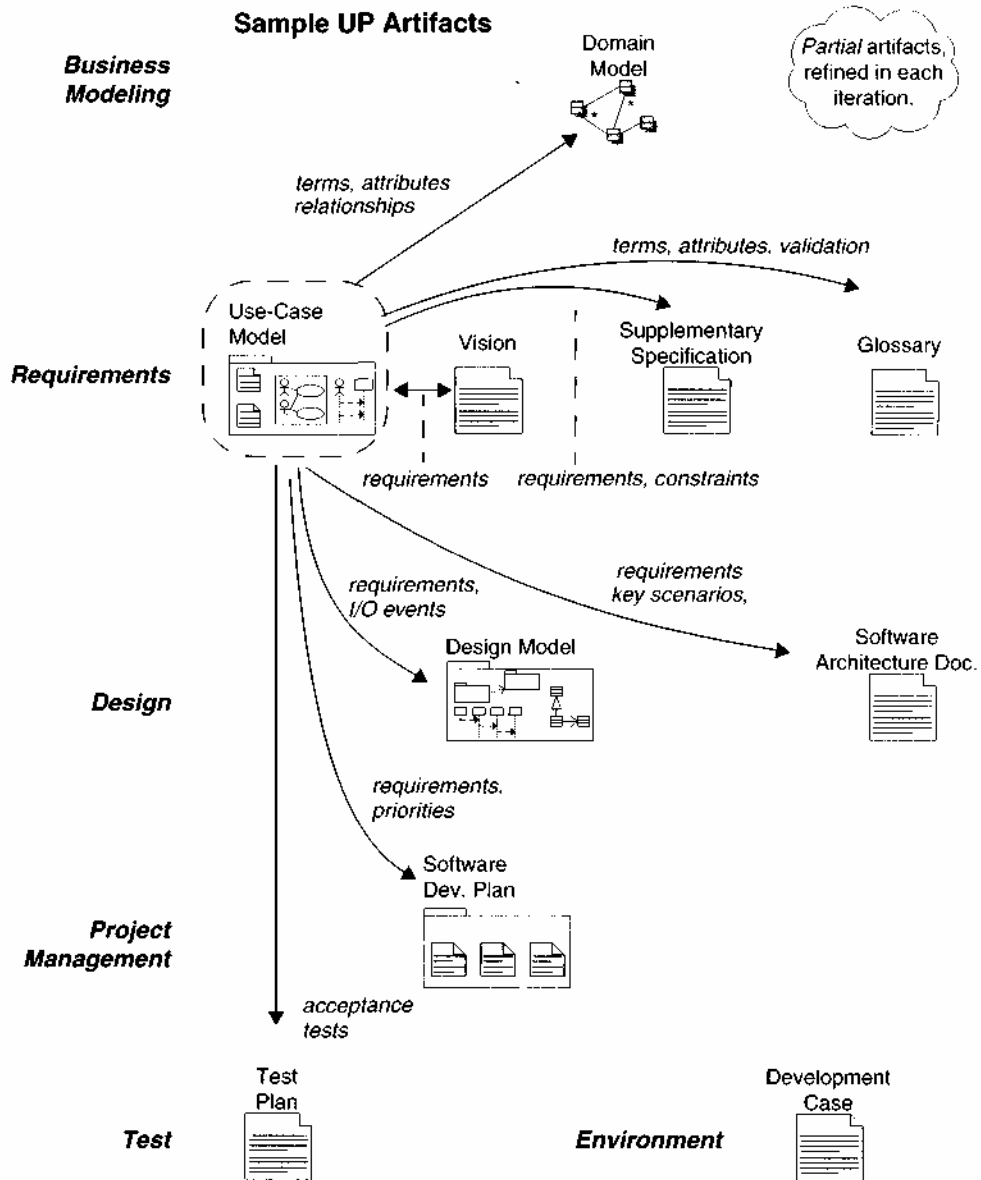 Sample UP Artifacts
Business
Modeling
Domain
Model
Partial artifacts,
refined in each
iteration.
*
*
terms, attributes
relationships
terms, attributes. validation
Use-Case
Model
Vision
Supplementary
Specification
Glossary
Requirements
requirements
requirements, constraints
requirements,
I/O events
requirements
key scenarios,
Design Model
Software
Architecture Doc.
Design
requirements.
priorities
Software
Dev. Plan
Project
Management
acceptance
tests
Test
Plan
Development
Case
Test
Environment